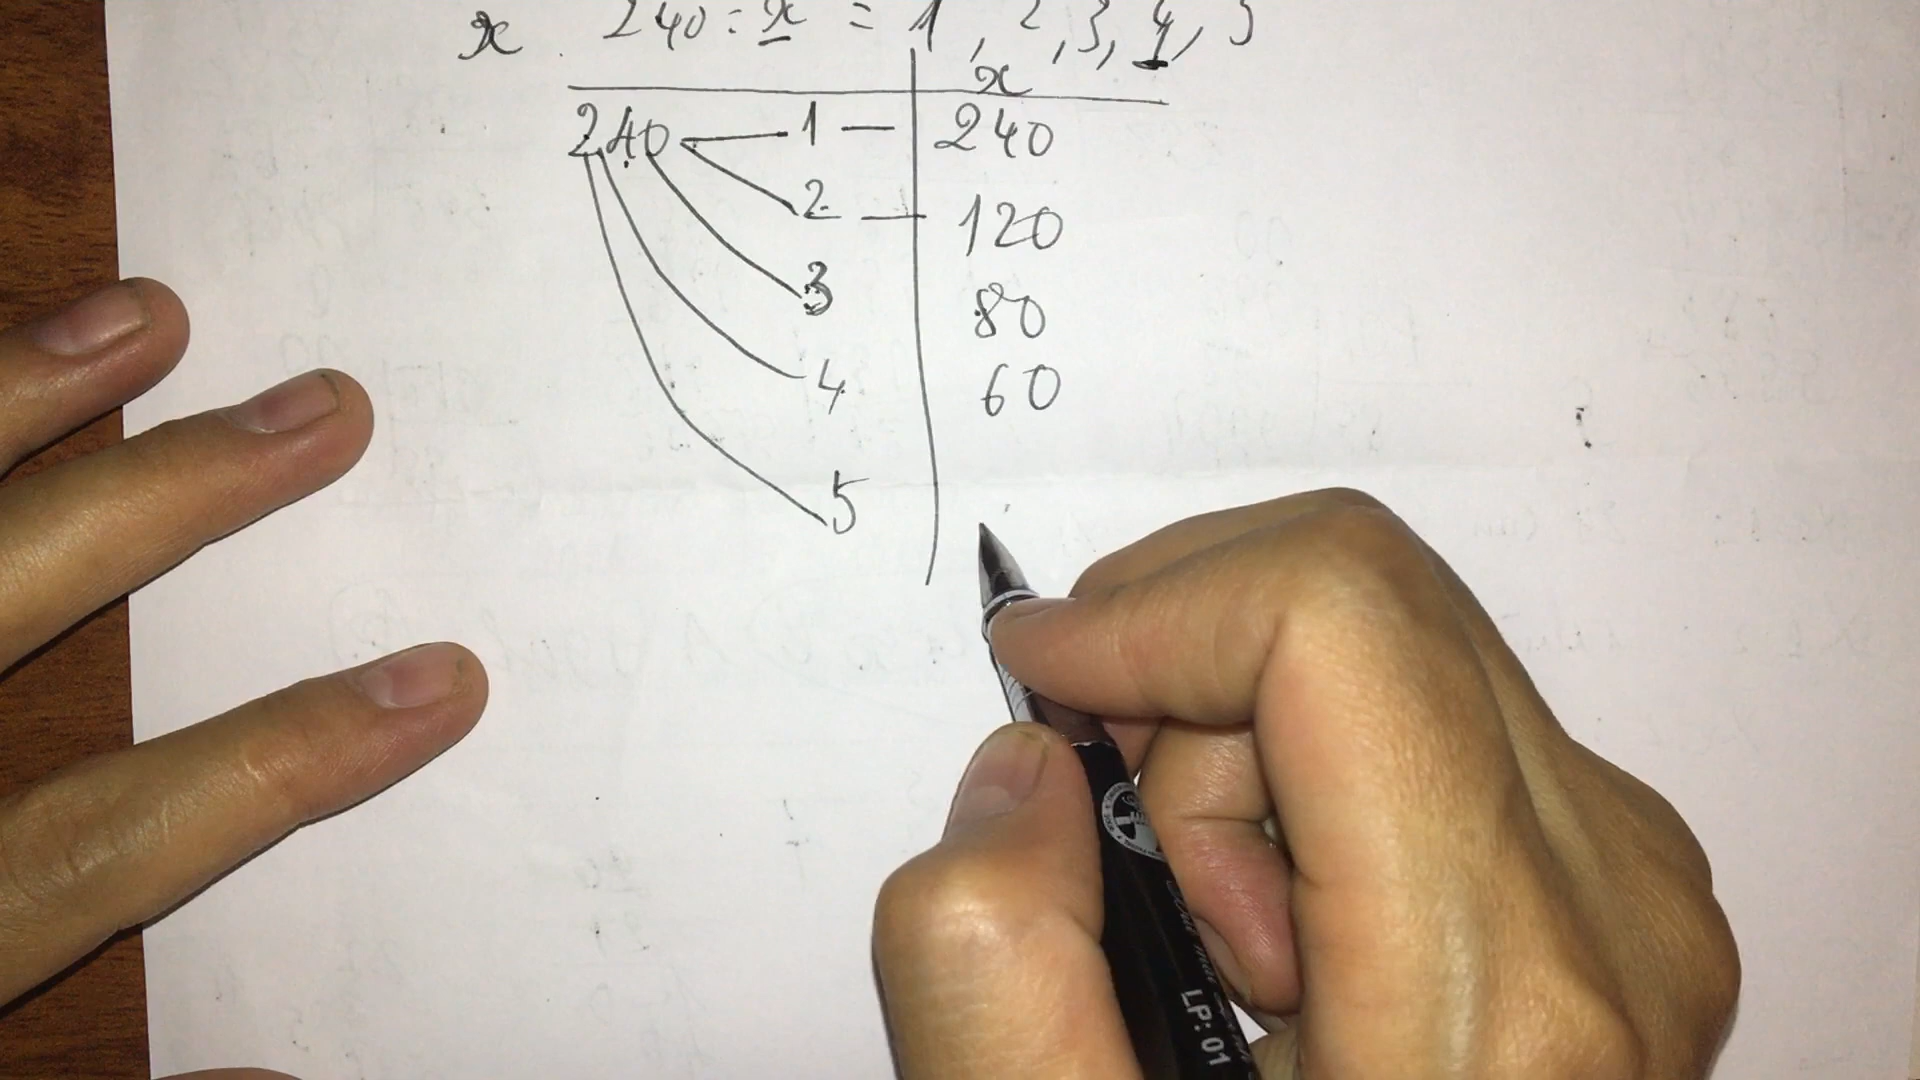 x 240 : x = 1, 2, 3, 4, 5
x
240 1 — 240
2 — 120
3 80
4 60
5
LP:01